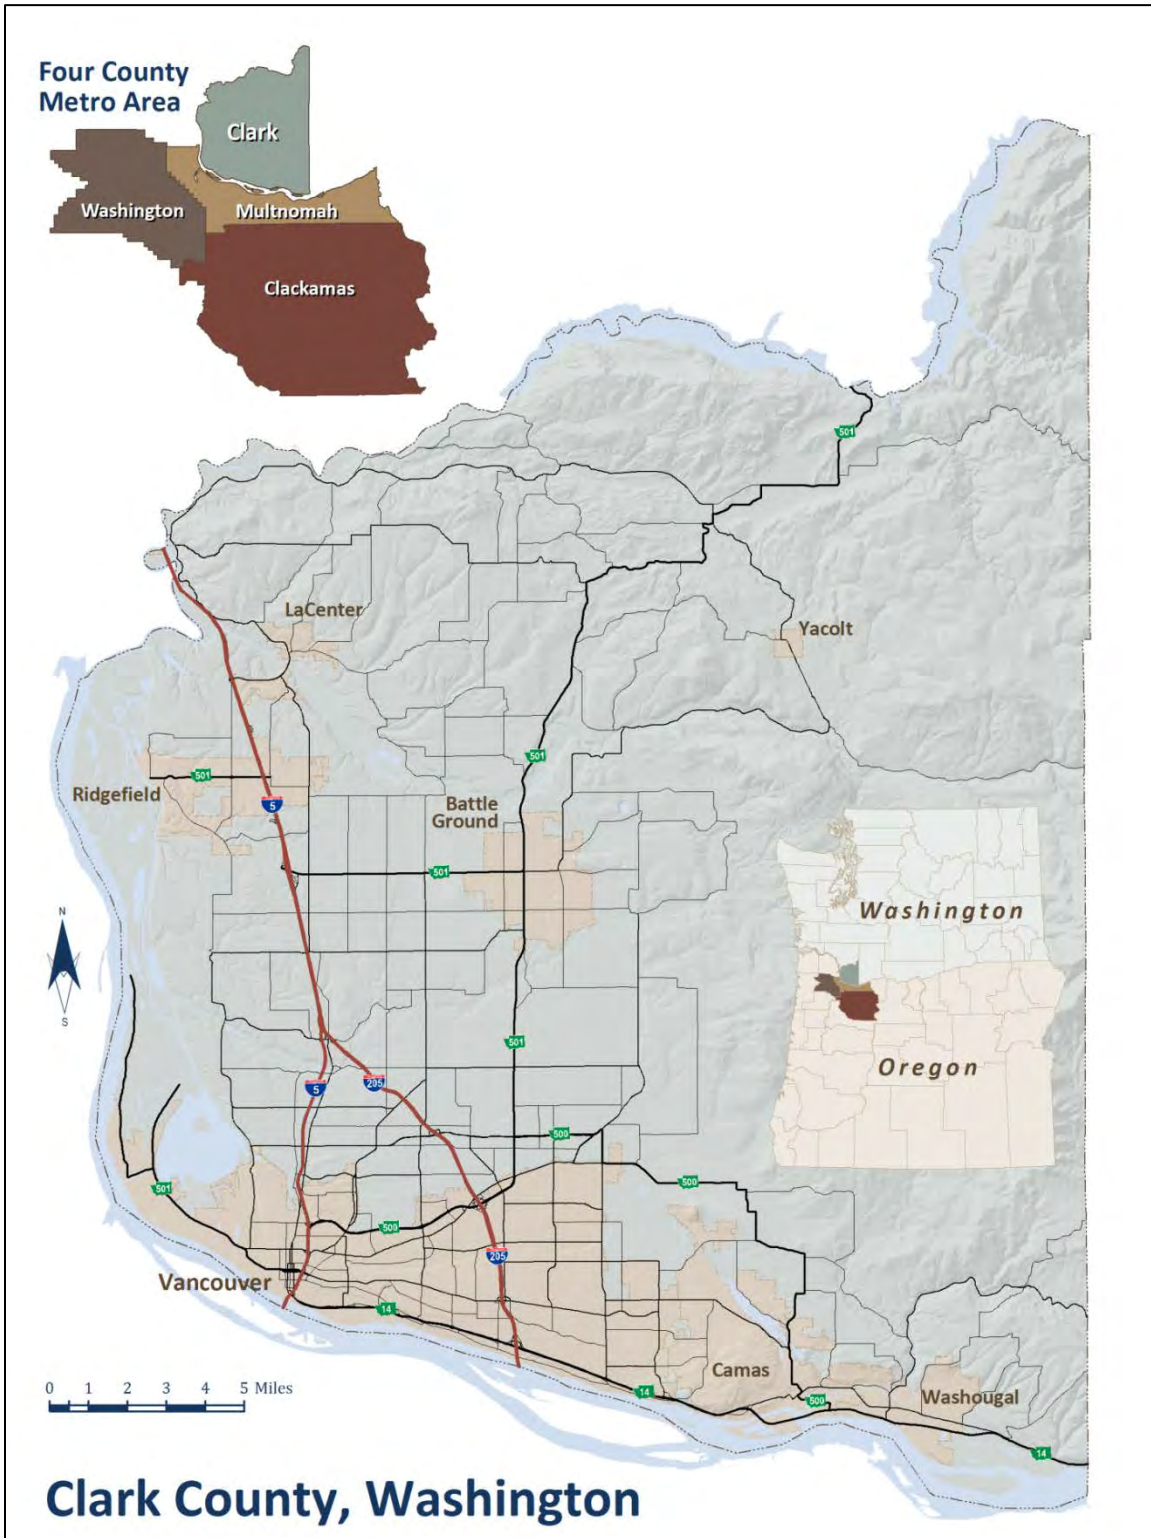 Four County
Metro Area
Clark
Washington
Multnomah
Clackamas
501
LaCenter
Yacolt
501
501
Ridgefield
5
Battle
Ground
501
Washington
N
S
501
Oregon
5
205
500
500
501
500
205
Vancouver
14
Camas
14
500
Washougal
0 1 2 3 4 5 Miles
14
Clark County, Washington